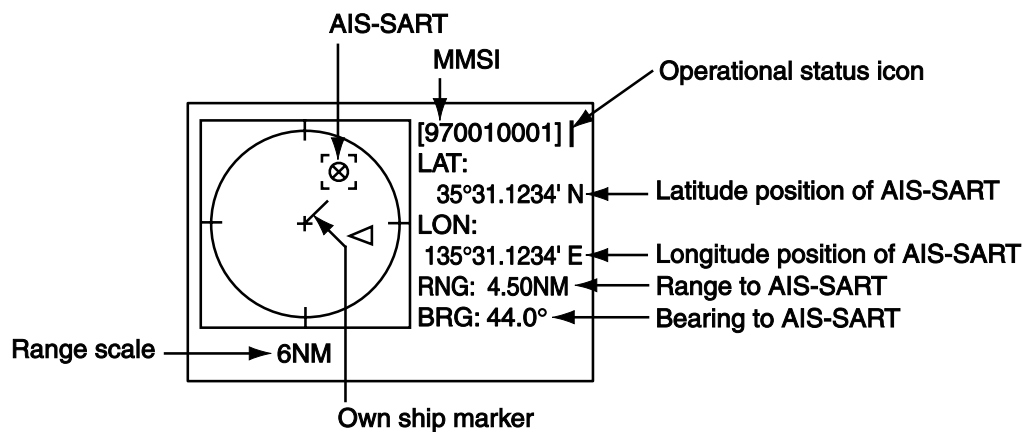 AIS-SART
MMSI
Operational status icon
[970010001]
LAT:
35°31.1234' N
Latitude position of AIS-SART
LON:
135°31.1234' E
Longitude position of AIS-SART
RNG: 4.50NM
Range to AIS-SART
BRG: 44.0°
Bearing to AIS-SART
Range scale
6NM
Own ship marker